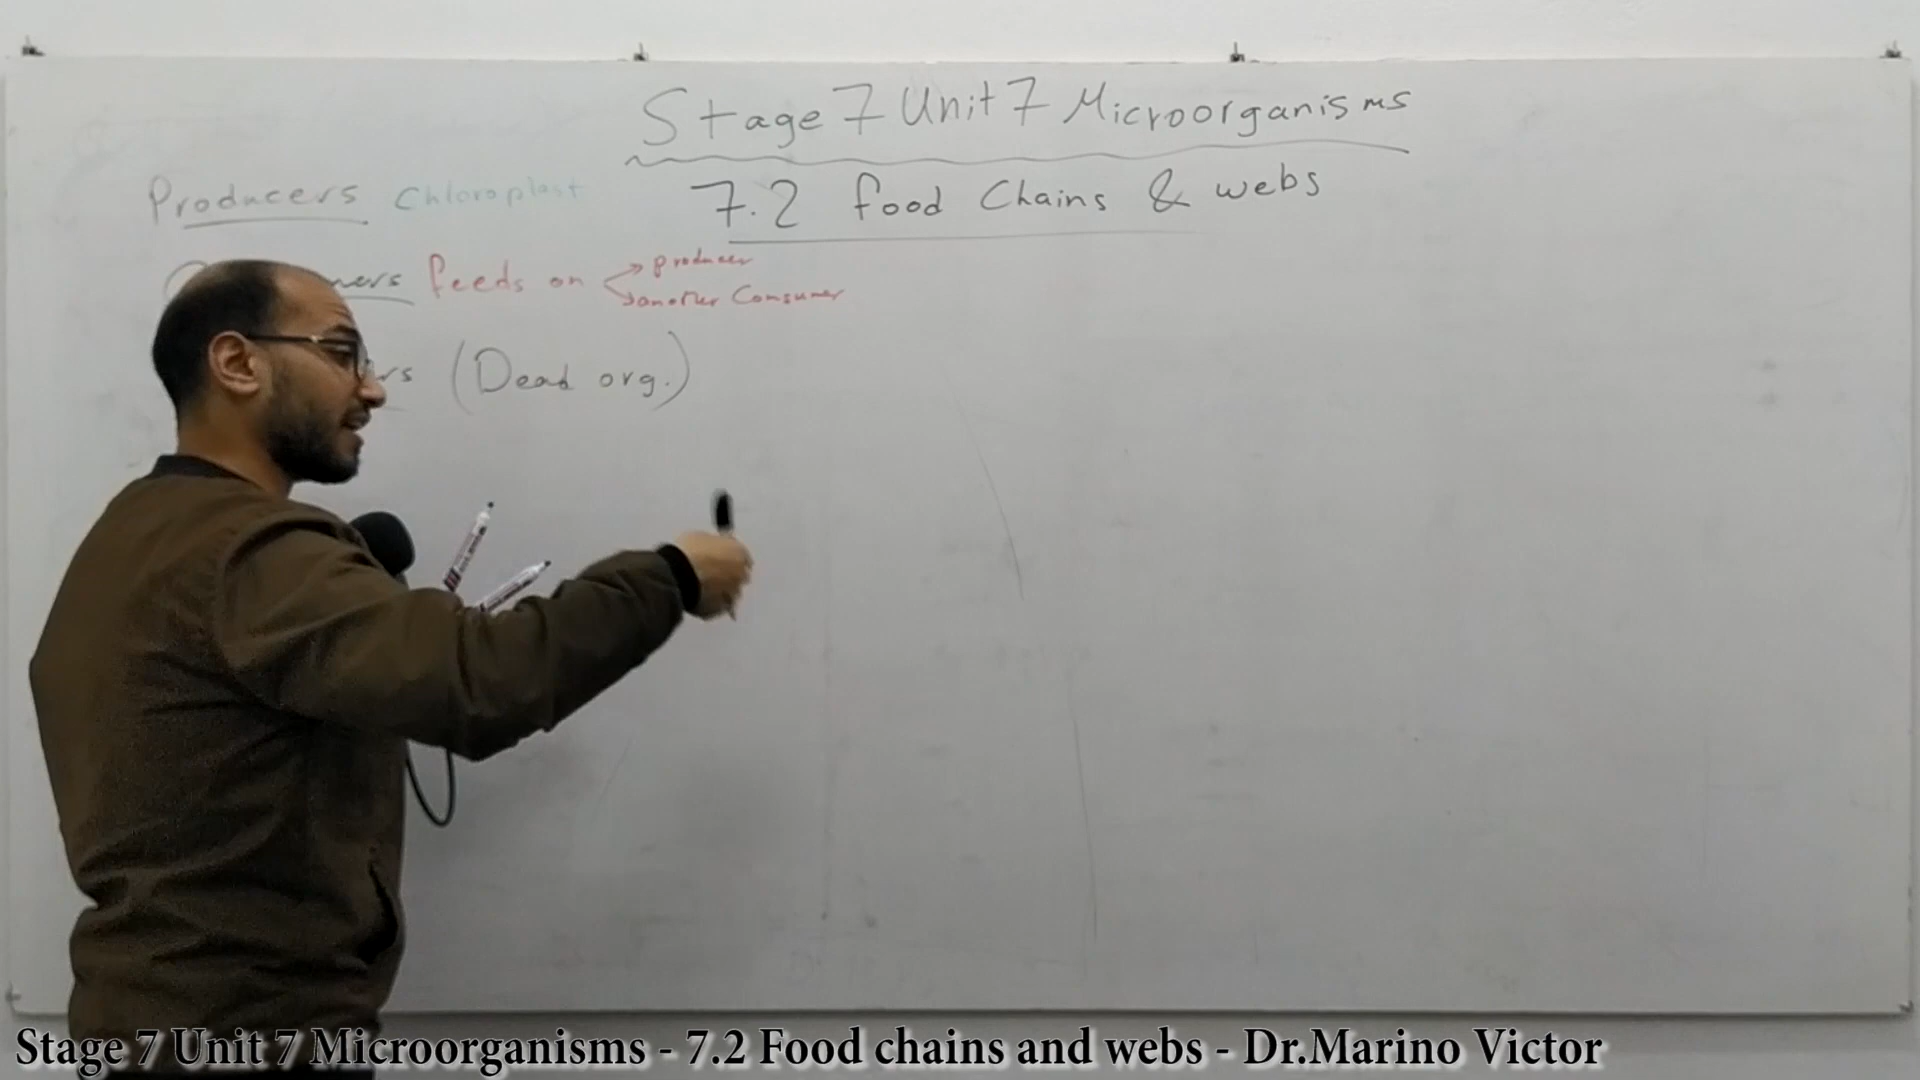 Stage 7 Unit 7 Microorganisms
7.2 food Chains & webs
Producers Chloroplast
feeds on
producer
another Consumer
(Dead org.)
Stage 7 Unit 7 Microorganisms - 7.2 Food chains and webs - Dr.Marino Victor